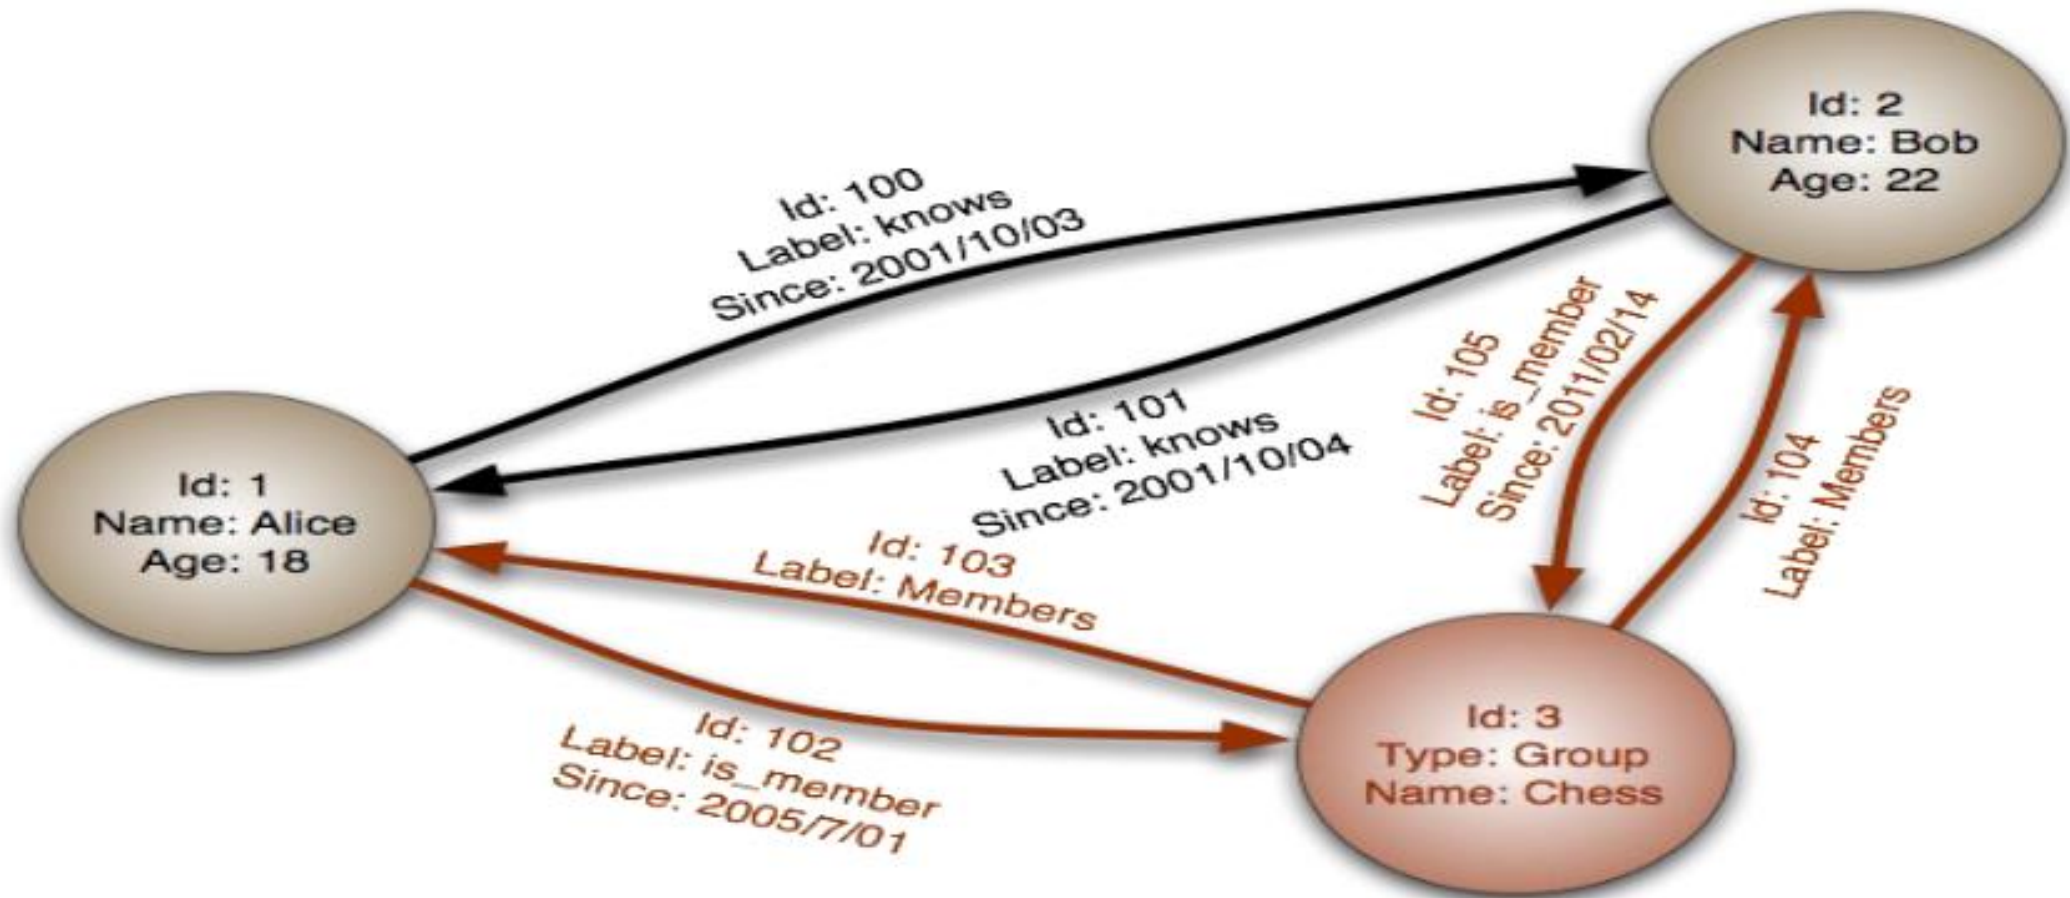 Id: 2
Name: Bob
Age: 22
Id: 100
Label: knows
Since: 2001/10/03
Id: 101
Label: knows
Since: 2001/10/04
Id: 105
Label: is_member
Since: 2011/02/14
Id: 104
Label: Members
Id: 1
Name: Alice
Age: 18
Id: 103
Label: Members
Id: 102
Label: is_member
Since: 2005/7/01
Id: 3
Type: Group
Name: Chess